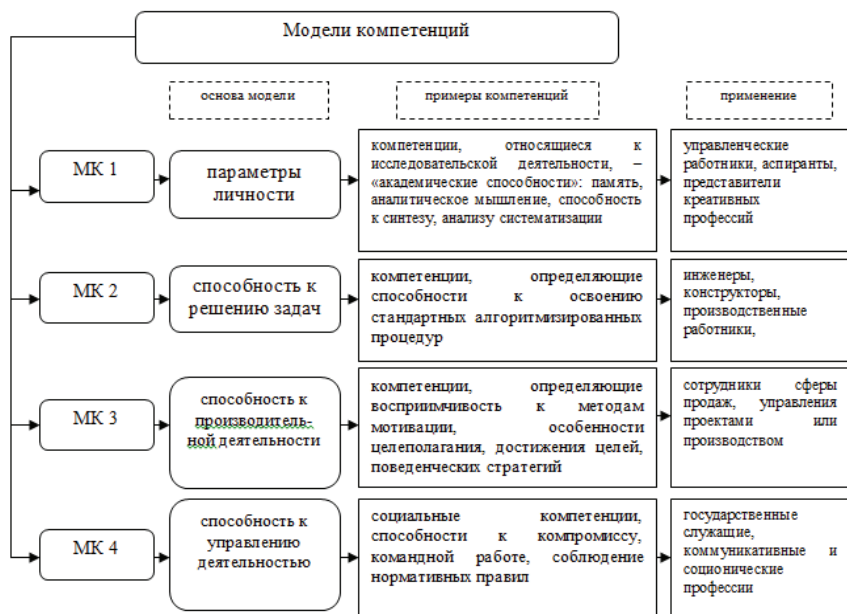 Модели компетенций
основа модели
примеры компетенций
применение
МК 1
параметры
личности
компетенции, относящиеся к
исследовательской деятельности, –
«академические способности»: память,
аналитическое мышление, способность
к синтезу, анализу систематизации
управленческие
работники, аспиранты,
представители
креативных
профессий
МК 2
способность к
решению задач
компетенции, определяющие
способности к освоению
стандартных алгоритмизированных
процедур
инженеры,
конструкторы,
производственные
работники,
МК 3
способность к
производитель-
ной деятельности
компетенции, определяющие
восприимчивость к методам
мотивации, особенности
целеполагания, достижения целей,
поведенческих стратегий
сотрудники сферы
продаж, управления
проектами или
производством
МК 4
способность к
управлению
деятельностью
социальные компетенции,
способности к компромиссу,
командной работе, соблюдение
нормативных правил
государственные
служащие,
коммуникативные и
соционические
профессии